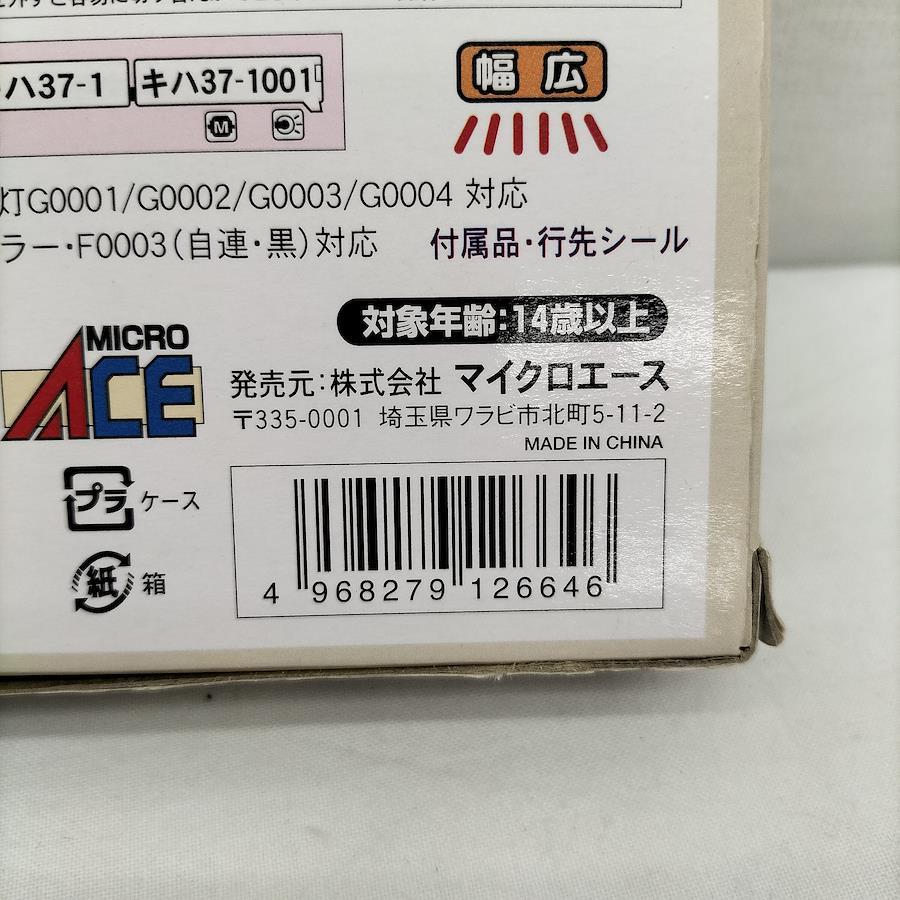 ハ37-1 キハ37-1001
M
幅広
灯G0001/G0002/G0003/G0004 対応
ラー・F0003(自連・黒)対応 付属品・行先シール
対象年齢:14歳以上
MICRO
ACE
発売元:株式会社 マイクロエース
〒335-0001 埼玉県ワラビ市北町5-11-2
MADE IN CHINA
プラ ケース
紙 箱
4 968279 126646